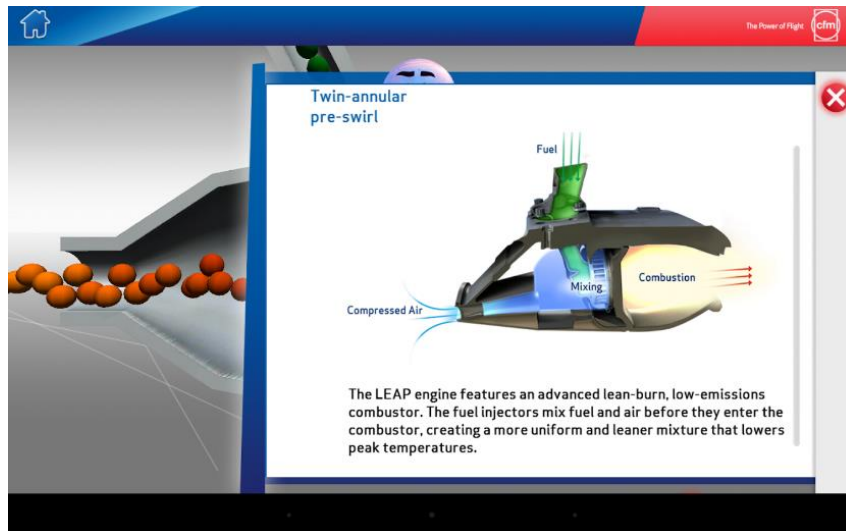 The Power of Flight
cfm
Twin-annular
pre-swirl
Fuel
Mixing
Combustion
Compressed Air
The LEAP engine features an advanced lean-burn, low-emissions
combustor. The fuel injectors mix fuel and air before they enter the
combustor, creating a more uniform and leaner mixture that lowers
peak temperatures.